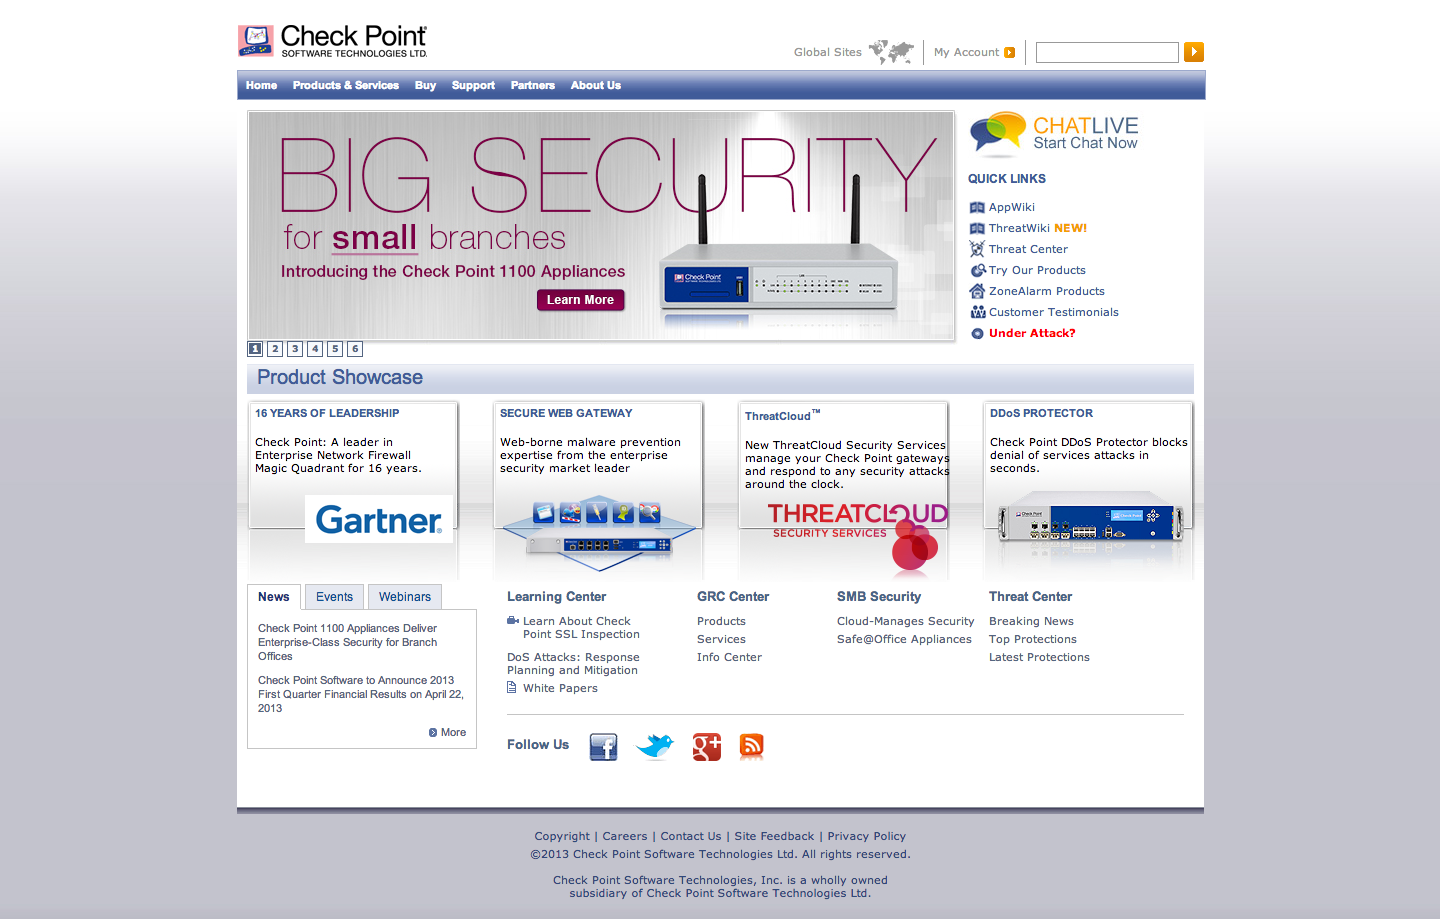 Check Point
SOFTWARE TECHNOLOGIES LTD.
Global Sites
My Account
Home Products & Services Buy Support Partners About Us
BIG SECURITY
for small branches
Introducing the Check Point 1100 Appliances
Learn More
Check Point
1 2 3 4 5 6
CHATLIVE
Start Chat Now
QUICK LINKS
AppWiki
ThreatWiki NEW!
Threat Center
Try Our Products
ZoneAlarm Products
Customer Testimonials
Under Attack?
Product Showcase
16 YEARS OF LEADERSHIP
Check Point: A leader in
Enterprise Network Firewall
Magic Quadrant for 16 years.
Gartner®
SECURE WEB GATEWAY
Web-borne malware prevention
expertise from the enterprise
security market leader
ThreatCloud™
New ThreatCloud Security Services
manage your Check Point gateways
and respond to any security attacks
around the clock.
THREATCLOUD
SECURITY SERVICES
DDoS PROTECTOR
Check Point DDoS Protector blocks
denial of services attacks in
seconds.
Check Point
News Events Webinars
Check Point 1100 Appliances Deliver
Enterprise-Class Security for Branch
Offices
Check Point Software to Announce 2013
First Quarter Financial Results on April 22,
2013
More
Learning Center
Learn About Check
Point SSL Inspection
DoS Attacks: Response
Planning and Mitigation
White Papers
GRC Center
Products
Services
Info Center
SMB Security
Cloud-Manages Security
Safe@Office Appliances
Threat Center
Breaking News
Top Protections
Latest Protections
Follow Us
Copyright | Careers | Contact Us | Site Feedback | Privacy Policy
©2013 Check Point Software Technologies Ltd. All rights reserved.
Check Point Software Technologies, Inc. is a wholly owned
subsidiary of Check Point Software Technologies Ltd.